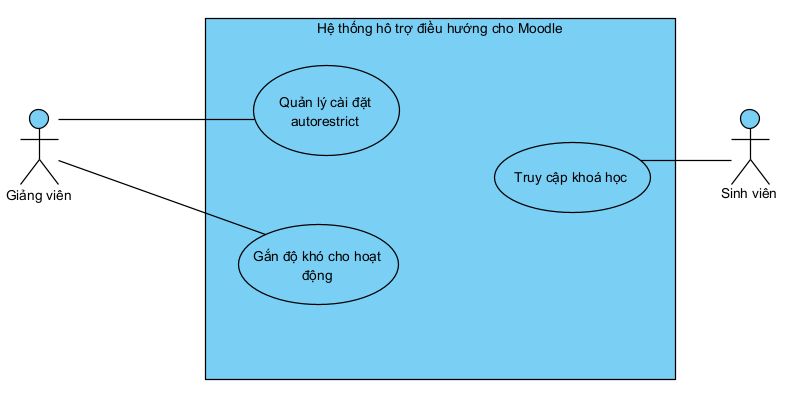 Hệ thống hô trợ điều hướng cho Moodle
Quản lý cài đặt
autorestrict
Truy cập khoá học
Giảng viên
Sinh viên
Gắn độ khó cho hoạt
động